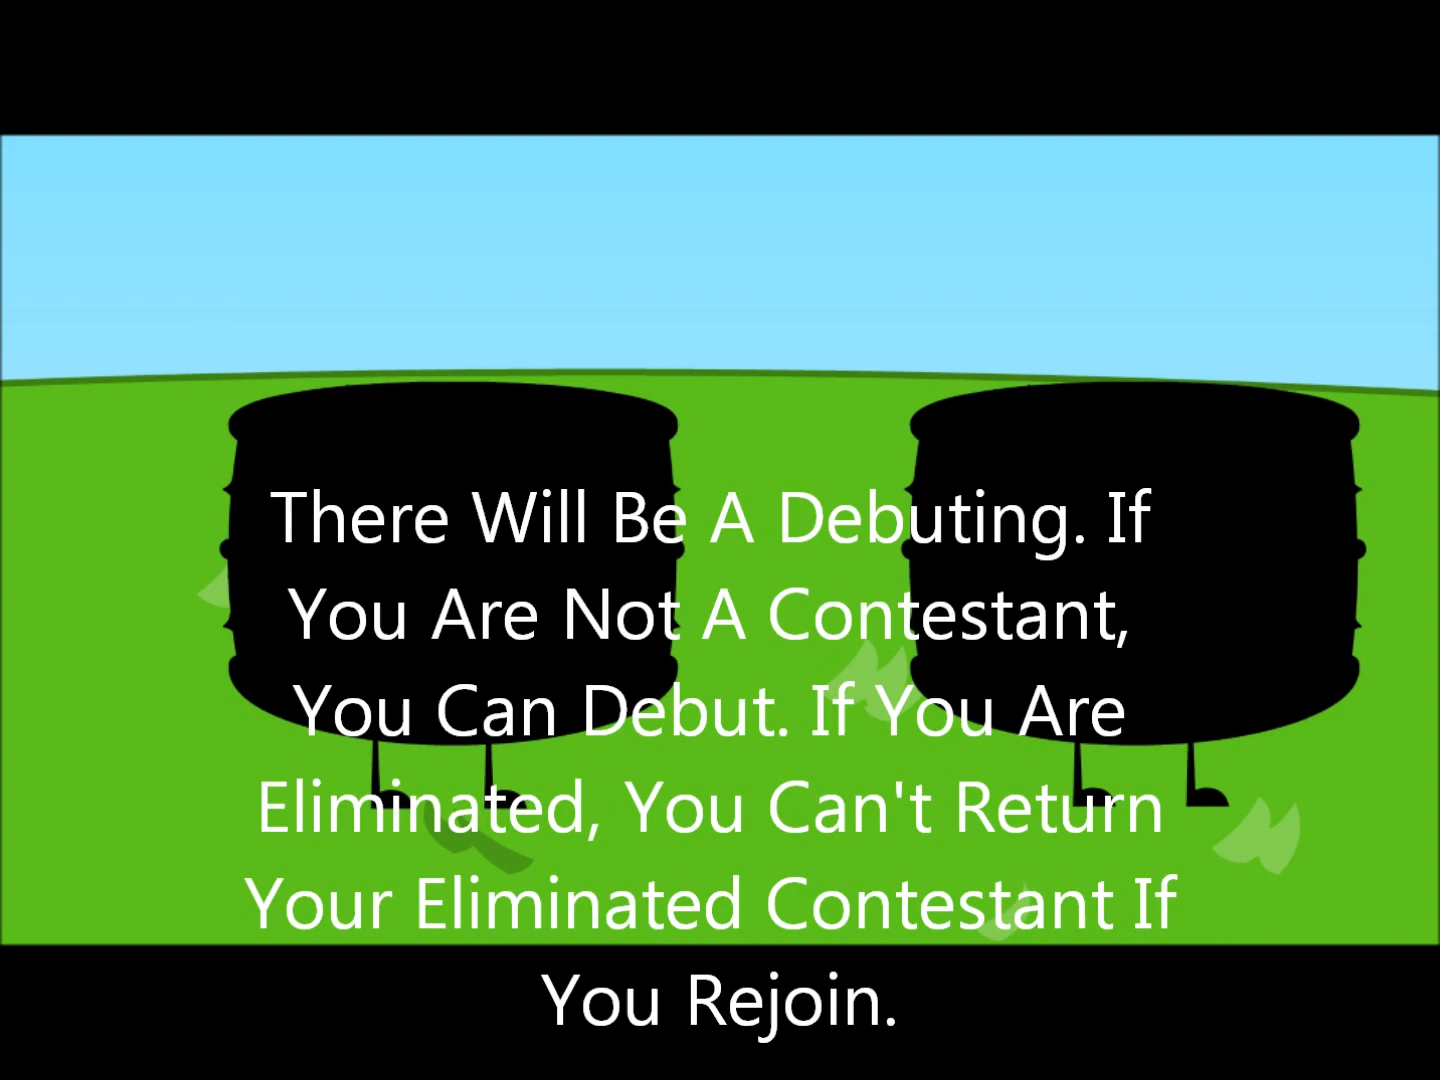 There Will Be A Debuting. If
You Are Not A Contestant,
You Can Debut. If You Are
Eliminated, You Can't Return
Your Eliminated Contestant If
You Rejoin.